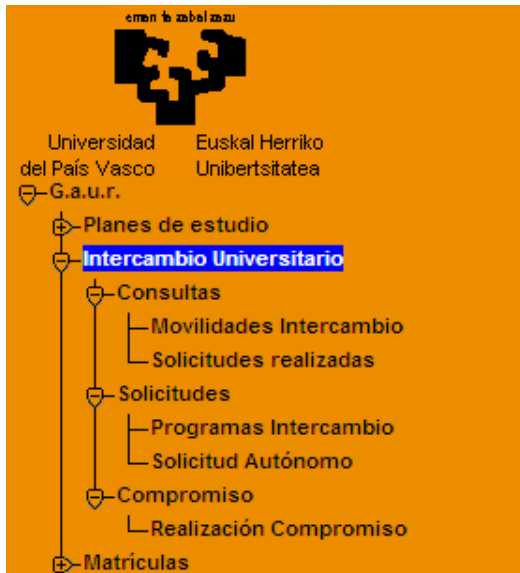 eman ta zabal zazu
Universidad Euskal Herriko
del País Vasco Unibertsitatea
G.a.u.r.
Planes de estudio
Intercambio Universitario
Consultas
Movilidades Intercambio
Solicitudes realizadas
Solicitudes
Programas Intercambio
Solicitud Autónomo
Compromiso
Realización Compromiso
Matrículas